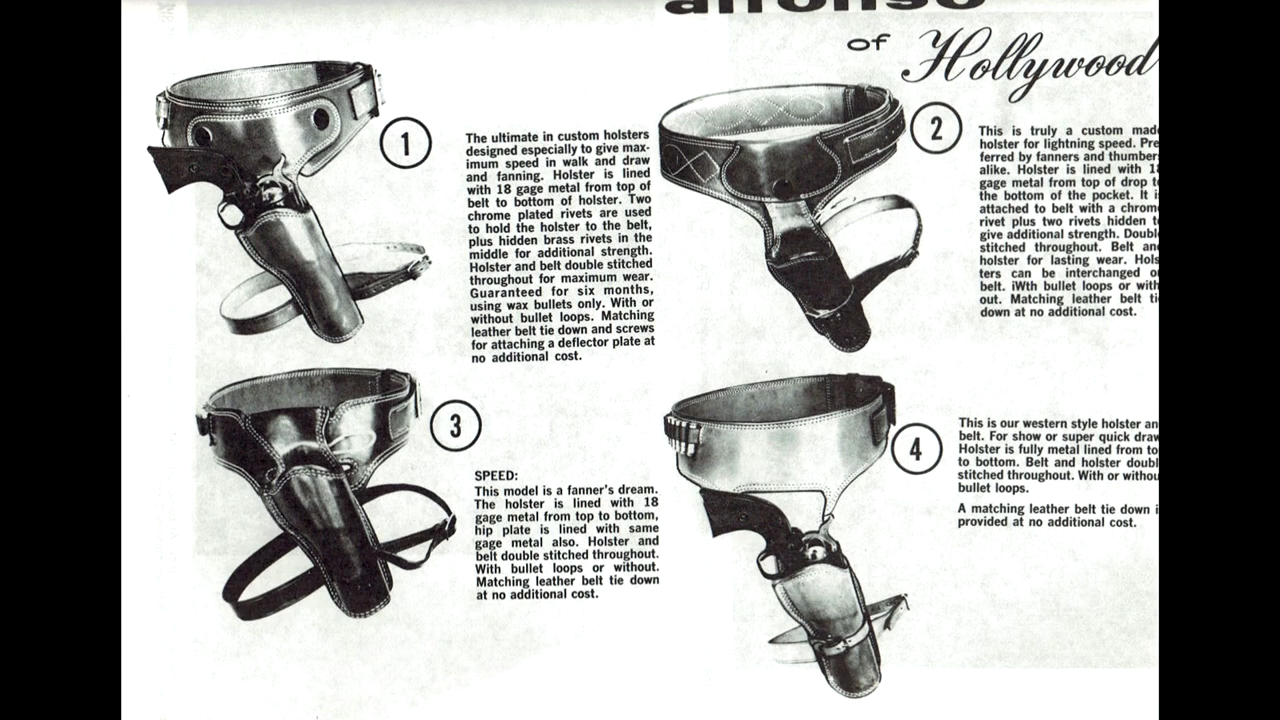 alfonso
of Hollywood
1
The ultimate in custom holsters
designed especially to give max-
imum speed in walk and draw
and fanning. Holster is lined
with 18 gage metal from top of
belt to bottom of holster. Two
chrome plated rivets are used
to hold the holster to the belt,
plus hidden brass rivets in the
middle for additional strength.
Holster and belt double stitched
throughout for maximum wear.
Guaranteed for six months,
using wax bullets only. With or
without bullet loops. Matching
leather belt tie down and screws
for attaching a deflector plate at
no additional cost.
2
This is truly a custom made
holster for lightning speed. Pre
ferred by fanners and thumbers
alike. Holster is lined with 18
gage metal from top of drop to
the bottom of the pocket. It is
attached to belt with a chrome
rivet plus two rivets hidden to
give additional strength. Double
stitched throughout. Belt and
holster for lasting wear. Hols
ters can be interchanged on
belt. iWth bullet loops or with
out. Matching leather belt tie
down at no additional cost.
3
SPEED:
This model is a fanner's dream.
The holster is lined with 18
gage metal from top to bottom,
hip plate is lined with same
gage metal also. Holster and
belt double stitched throughout.
With bullet loops or without.
Matching leather belt tie down
at no additional cost.
4
This is our western style holster an
belt. For show or super quick draw
Holster is fully metal lined from to
to bottom. Belt and holster doubl
stitched throughout. With or withou
bullet loops.
A matching leather belt tie down i
provided at no additional cost.